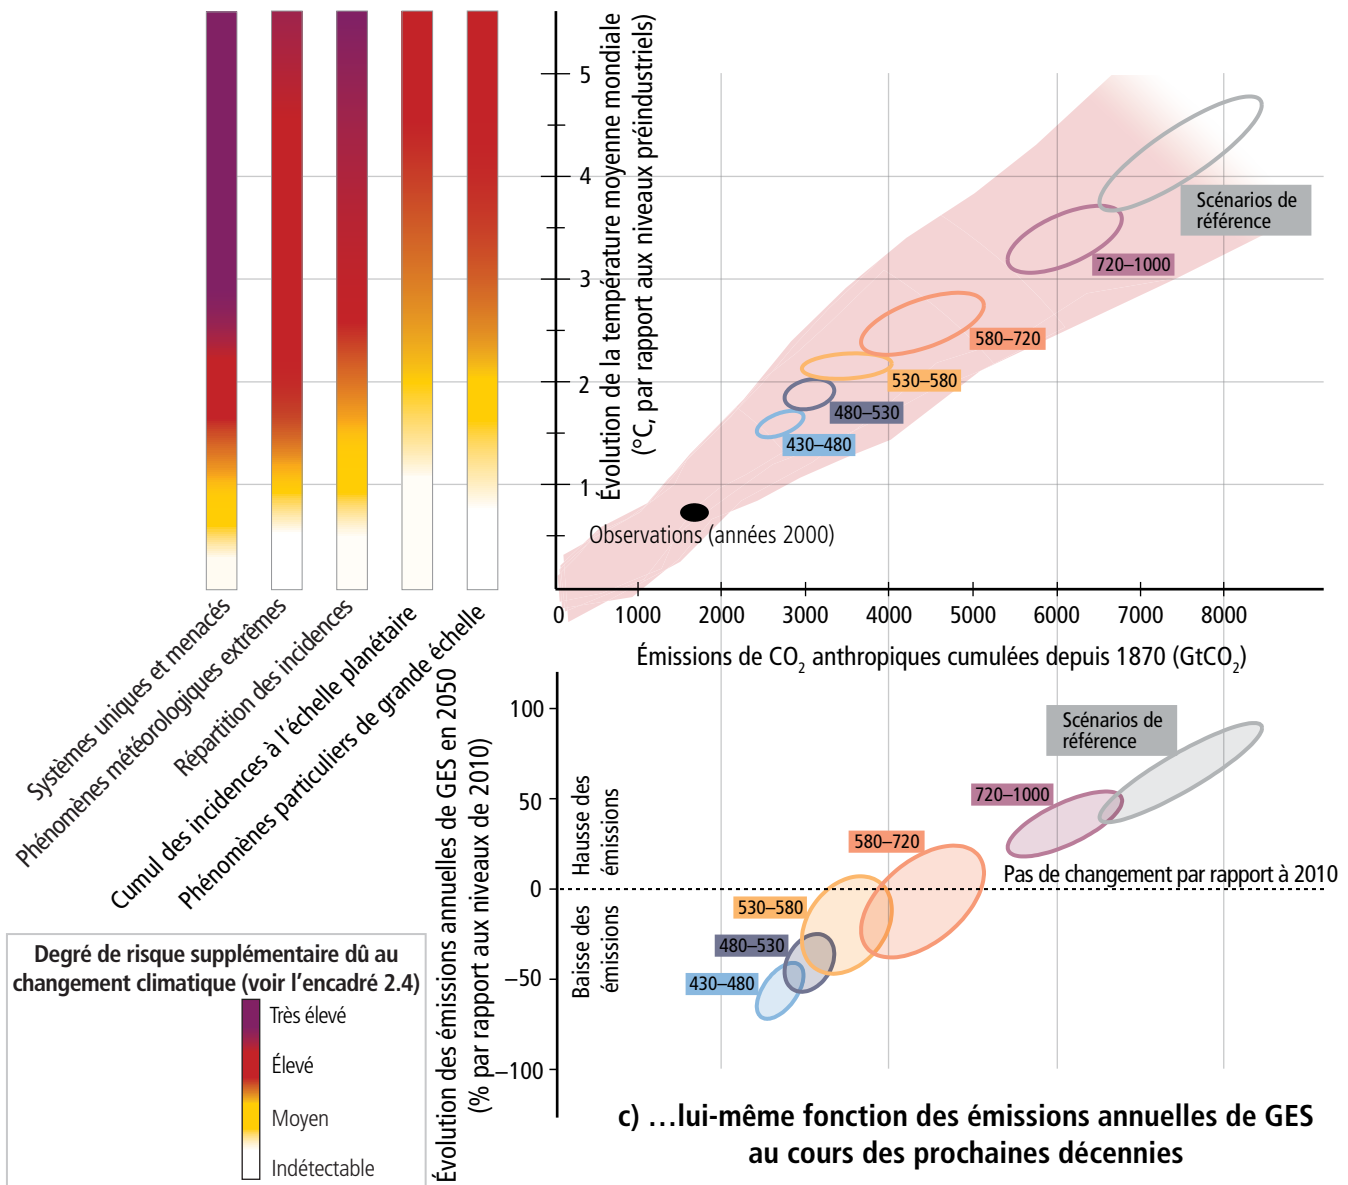 Évolution de la température moyenne mondiale
(°C, par rapport aux niveaux préindustriels)
5
4
3
2
1
Scénarios de
référence
720–1000
580–720
530–580
480–530
430–480
Observations (années 2000)
0 1000 2000 3000 4000 5000 6000 7000 8000
Émissions de CO2 anthropiques cumulées depuis 1870 (GtCO2)
Systèmes uniques et menacés
Phénomènes météorologiques extrêmes
Répartition des incidences
Cumul des incidences à l'échelle planétaire
Phénomènes particuliers de grande échelle
Évolution des émissions annuelles de GES en 2050
(% par rapport aux niveaux de 2010)
100
50
0
–50
–100
Hausse des
émissions
Baisse des
émissions
Scénarios de
référence
720–1000
580–720
Pas de changement par rapport à 2010
530–580
480–530
430–480
Degré de risque supplémentaire dû au
changement climatique (voir l'encadré 2.4)
Très élevé
Élevé
Moyen
Indétectable
c) …lui-même fonction des émissions annuelles de GES
au cours des prochaines décennies